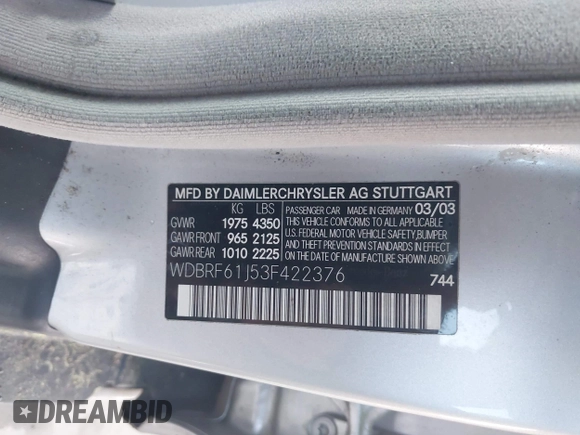 MFD BY DAIMLERCHRYSLER AG STUTTGART
KG LBS
GVWR 1975 4350
GAWR FRONT 965 2125
GAWR REAR 1010 2225
PASSENGER CAR MADE IN GERMANY 03/03
THIS VEHICLE CONFORMS TO ALL APPLICABLE
U.S. FEDERAL MOTOR VEHICLE SAFETY, BUMPER
AND THEFT PREVENTION STANDARDS IN EFFECT
ON THE DATE OF MANUFACTURE SHOWN ABOVE.
WDBRF61J53F422376
744
DREAMBID